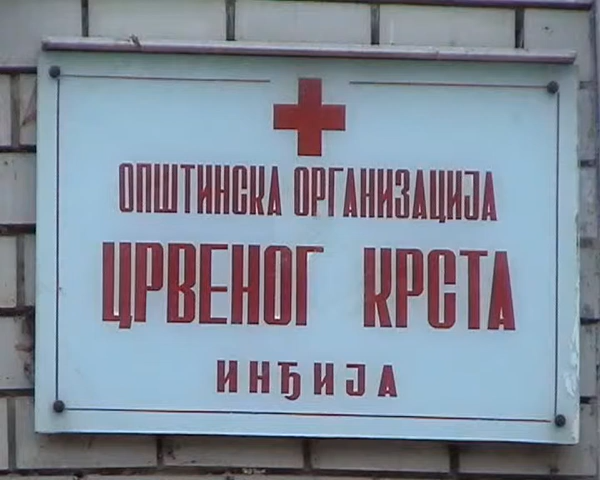 ОПШТИНСКА ОРГАНИЗАЦИЈА
ЦРВЕНОГ КРСТА
ИНЂИЈА